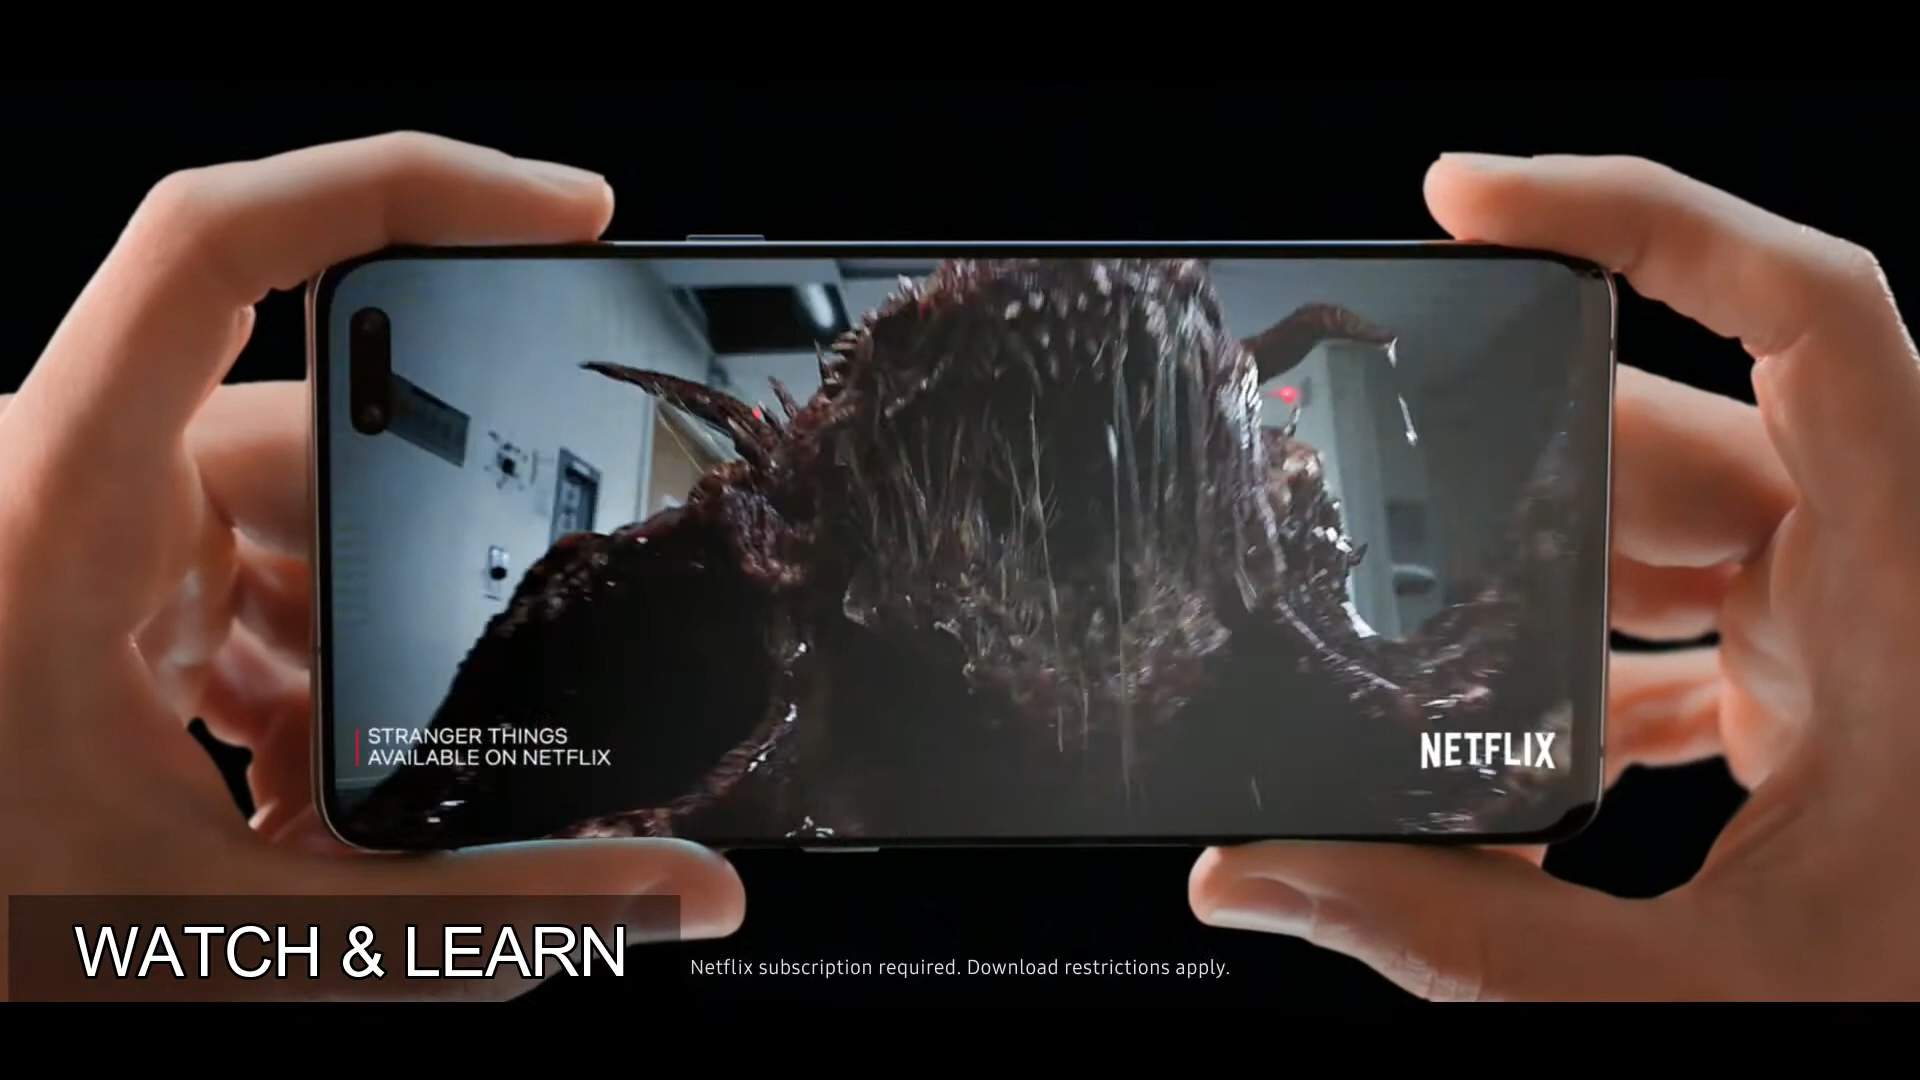 STRANGER THINGS
AVAILABLE ON NETFLIX
NETFLIX
WATCH & LEARN
Netflix subscription required. Download restrictions apply.